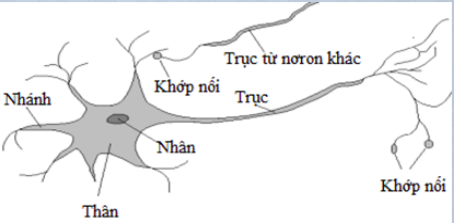 Trục từ nơron khác
Khớp nối
Trục
Nhánh
Nhân
Khớp nối
Thân